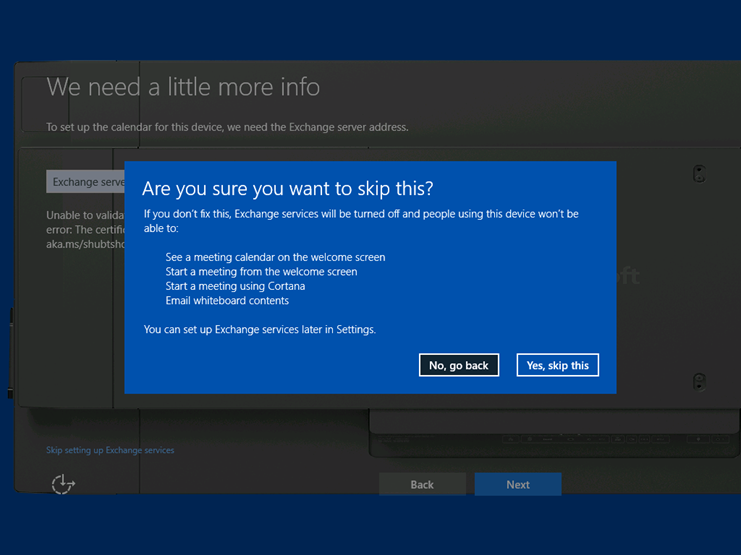 We need a little more info
To set up the calendar for this device, we need the Exchange server address.
Exchange serve
Unable to valida
error: The certific
aka.ms/shubtsho
Are you sure you want to skip this?
If you don't fix this, Exchange services will be turned off and people using this device won't be
able to:
See a meeting calendar on the welcome screen
Start a meeting from the welcome screen
Start a meeting using Cortana
Email whiteboard contents
You can set up Exchange services later in Settings.
No, go back
Yes, skip this
oft
Skip setting up Exchange services
Back
Next